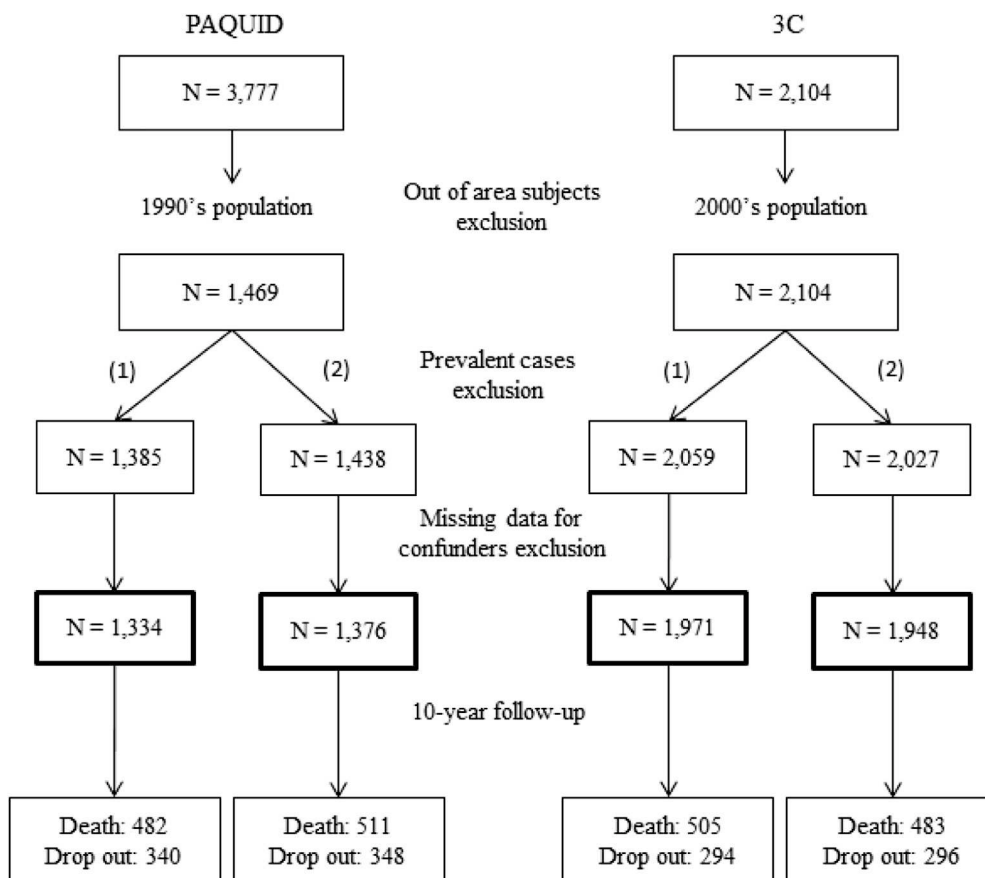 PAQUID
3C
N = 3,777
N = 2,104
Out of area subjects
exclusion
1990’s population
2000’s population
N = 1,469
N = 2,104
Prevalent cases
exclusion
(1)
(2)
(1)
(2)
N = 1,385
N = 1,438
N = 2,059
N = 2,027
Missing data for
confunders exclusion
N = 1,334
N = 1,376
N = 1,971
N = 1,948
10-year follow-up
Death: 482
Drop out: 340
Death: 511
Drop out: 348
Death: 505
Drop out: 294
Death: 483
Drop out: 296